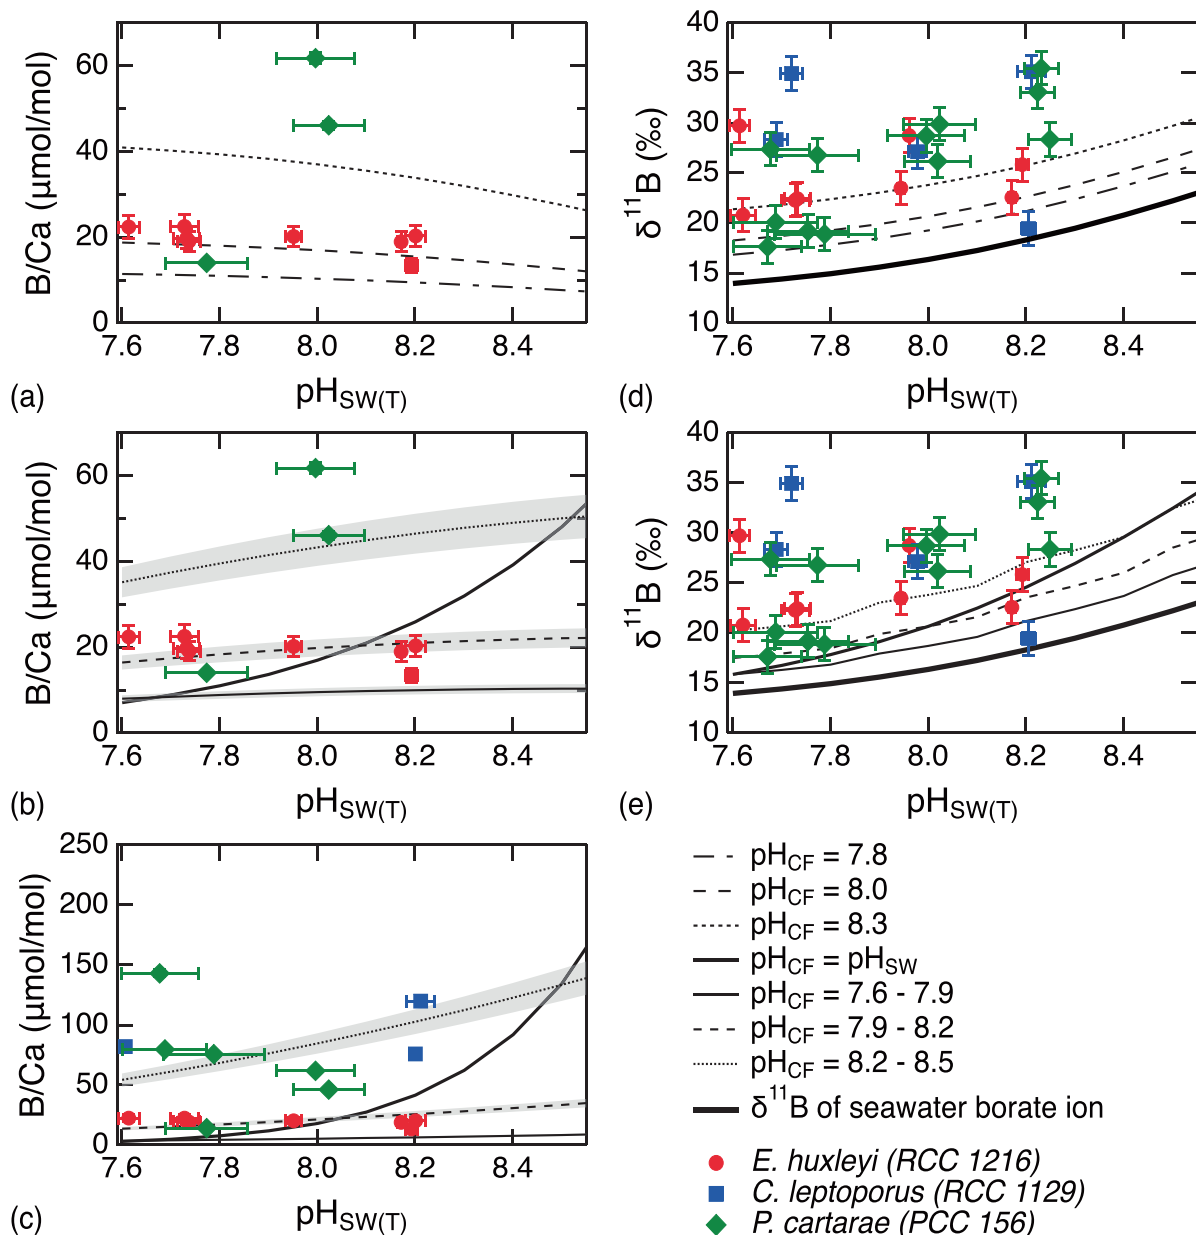 (a)
B/Ca (µmol/mol)
60
40
20
0
7.6 7.8 8.0 8.2 8.4
pHSW(T)
(d)
δ11B (‰)
40
35
30
25
20
15
10
7.6 7.8 8.0 8.2 8.4
pHSW(T)
(b)
B/Ca (µmol/mol)
60
40
20
0
7.6 7.8 8.0 8.2 8.4
pHSW(T)
(e)
δ11B (‰)
40
35
30
25
20
15
10
7.6 7.8 8.0 8.2 8.4
pHSW(T)
(c)
B/Ca (µmol/mol)
250
200
150
100
50
0
7.6 7.8 8.0 8.2 8.4
pHSW(T)
pHCF = 7.8
pHCF = 8.0
pHCF = 8.3
pHCF = pHSW
pHCF = 7.6 - 7.9
pHCF = 7.9 - 8.2
pHCF = 8.2 - 8.5
δ11B of seawater borate ion
E. huxleyi (RCC 1216)
C. leptoporus (RCC 1129)
P. cartarae (PCC 156)